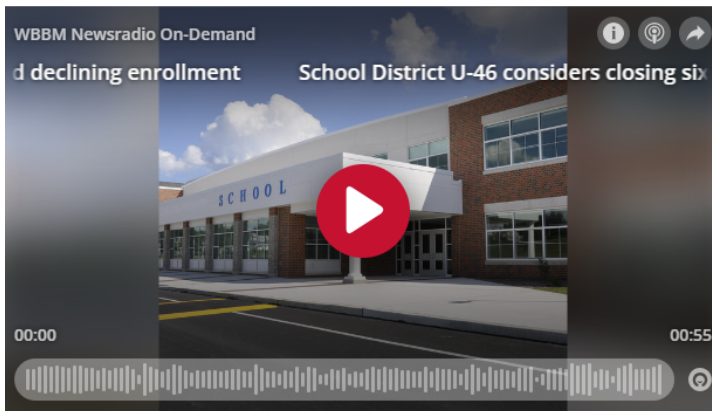 WBBM Newsradio On-Demand
d declining enrollment School District U-46 considers closing six
SCHOOL
00:00
00:55